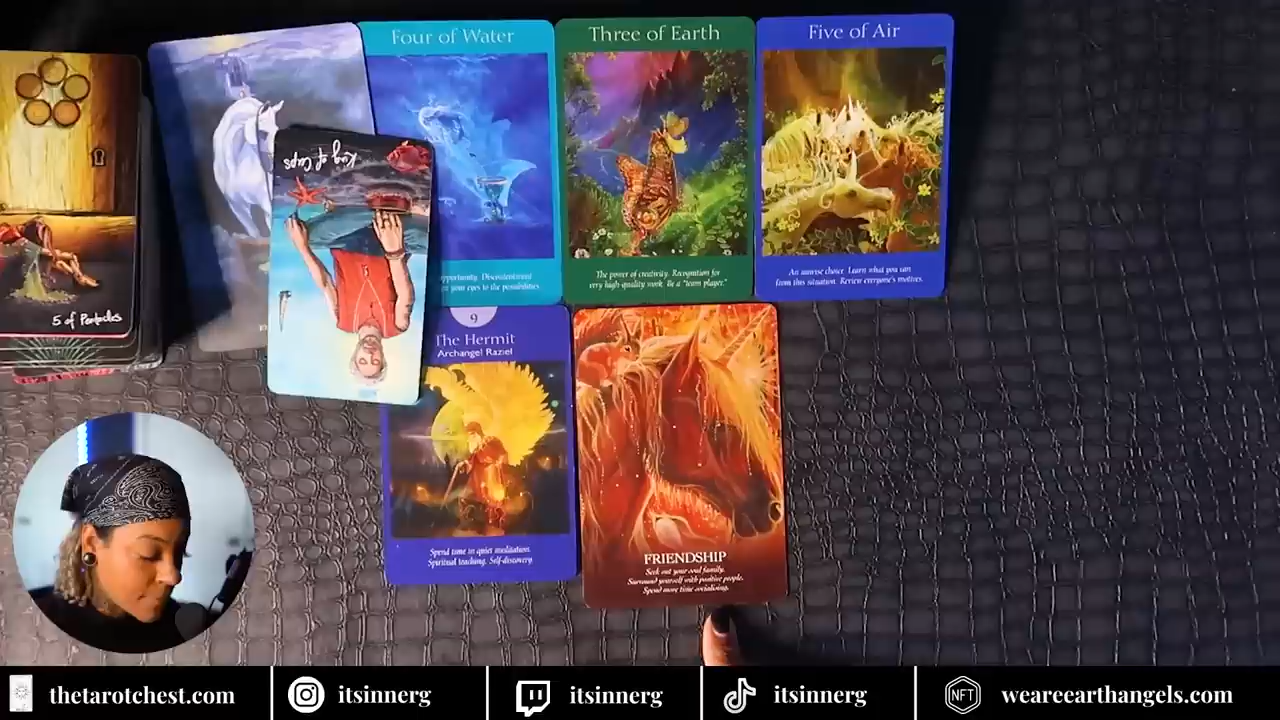 Four of Water
Three of Earth
Five of Air
King of Cups
5 of Pentacles
opportunity. Discontentment
your eyes to the possibilities.
The power of creativity. Recognition for
very high-quality work. Be a "team player."
An unwise choice. Learn what you can
from this situation. Review everyone's motives.
9
The Hermit
Archangel Raziel
Spend time in quiet meditation.
Spiritual teaching. Self-discovery.
FRIENDSHIP
Seek out your soul family.
Surround yourself with positive people.
Spend more time socialising.
thetarotchest.com
itsinnerg
itsinnerg
itsinnerg
NFT
weareearthangels.com